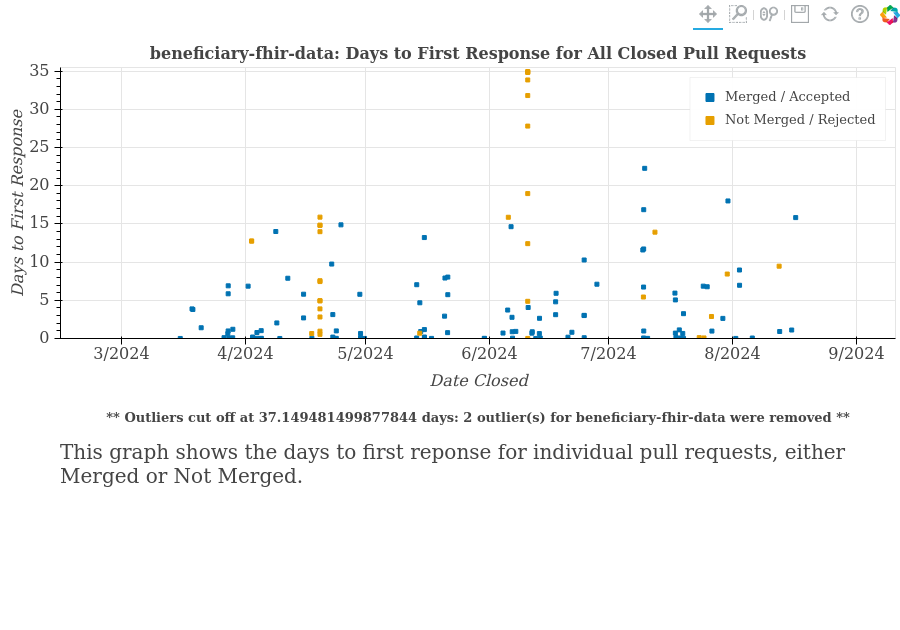 beneficiary-fhir-data: Days to First Response for All Closed Pull Requests
35
30
25
20
15
10
5
0
Days to First Response
Merged / Accepted
Not Merged / Rejected
3/2024 4/2024 5/2024 6/2024 7/2024 8/2024 9/2024
Date Closed
** Outliers cut off at 37.149481499877844 days: 2 outlier(s) for beneficiary-fhir-data were removed **
This graph shows the days to first reponse for individual pull requests, either
Merged or Not Merged.